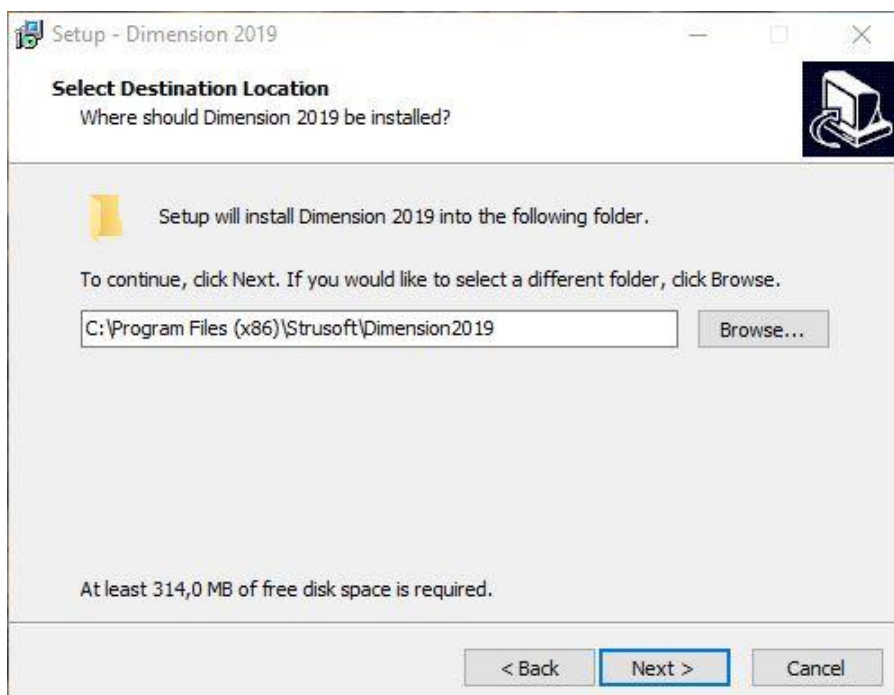 Setup - Dimension 2019
Select Destination Location
Where should Dimension 2019 be installed?
Setup will install Dimension 2019 into the following folder.
To continue, click Next. If you would like to select a different folder, click Browse.
C:\Program Files (x86)\Strusoft\Dimension2019
Browse...
At least 314,0 MB of free disk space is required.
< Back
Next >
Cancel